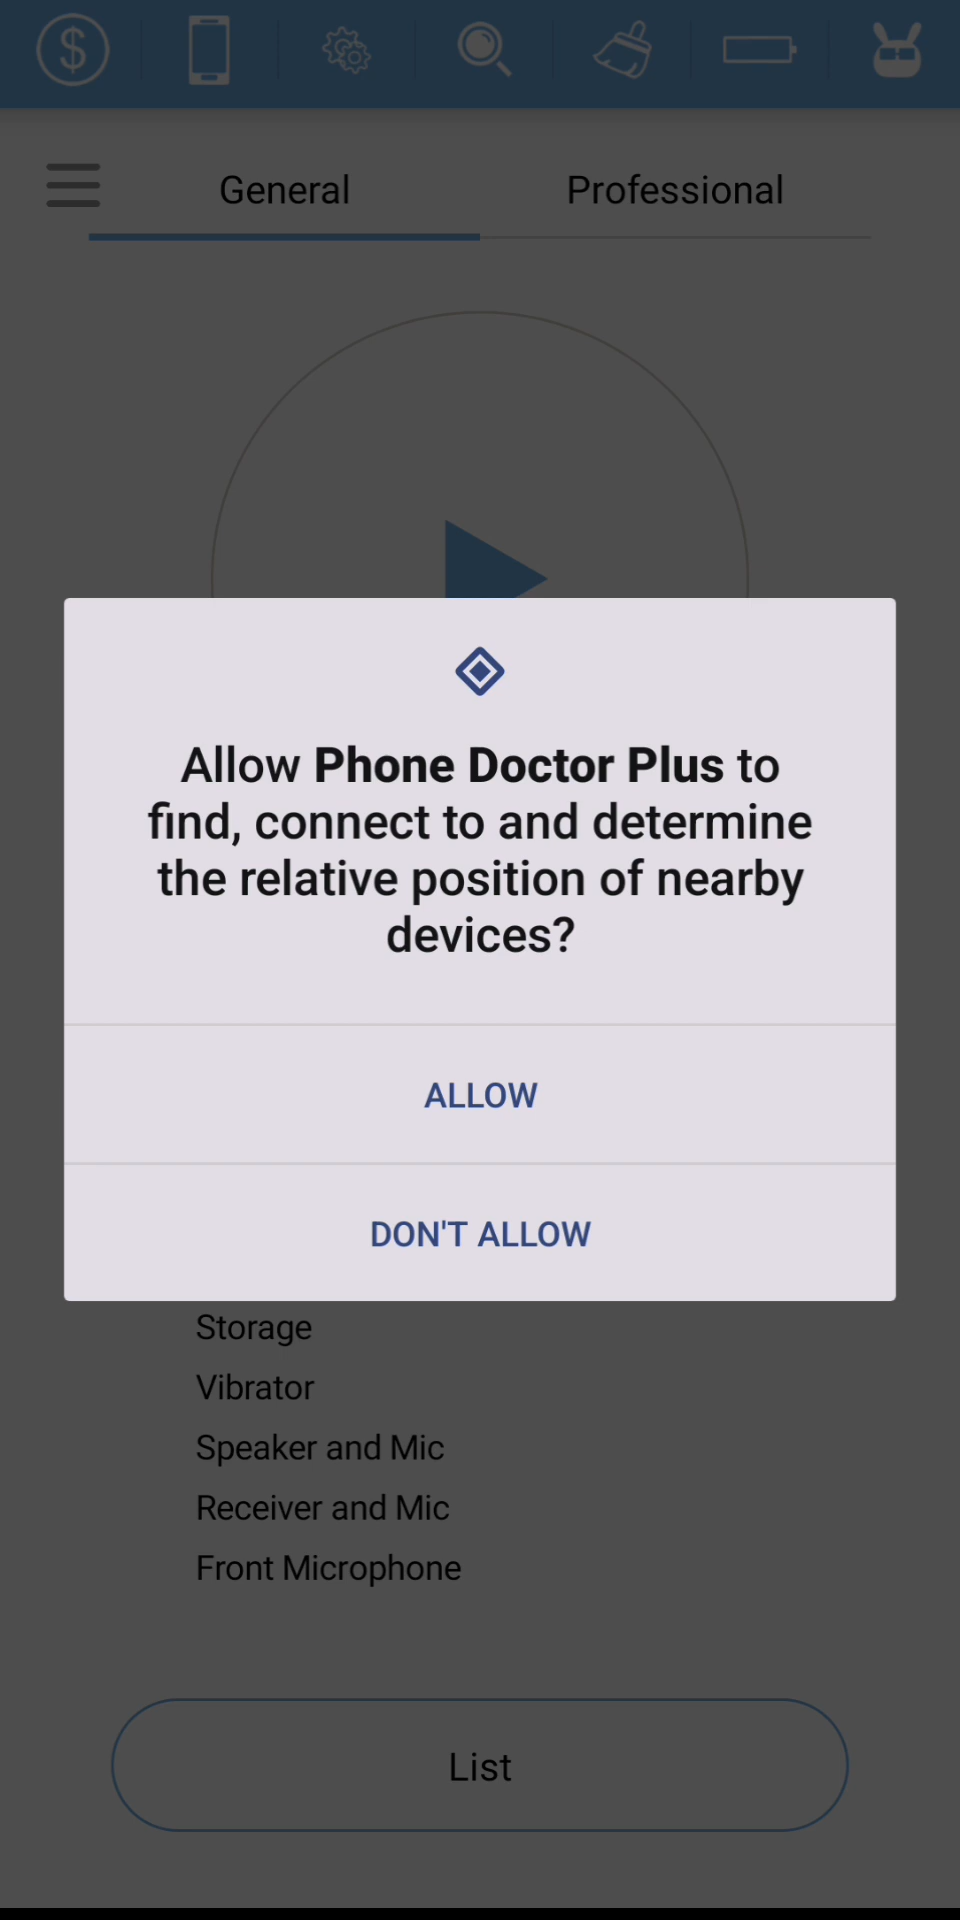 General
Professional
Allow Phone Doctor Plus to
find, connect to and determine
the relative position of nearby
devices?
ALLOW
DON'T ALLOW
Storage
Vibrator
Speaker and Mic
Receiver and Mic
Front Microphone
List